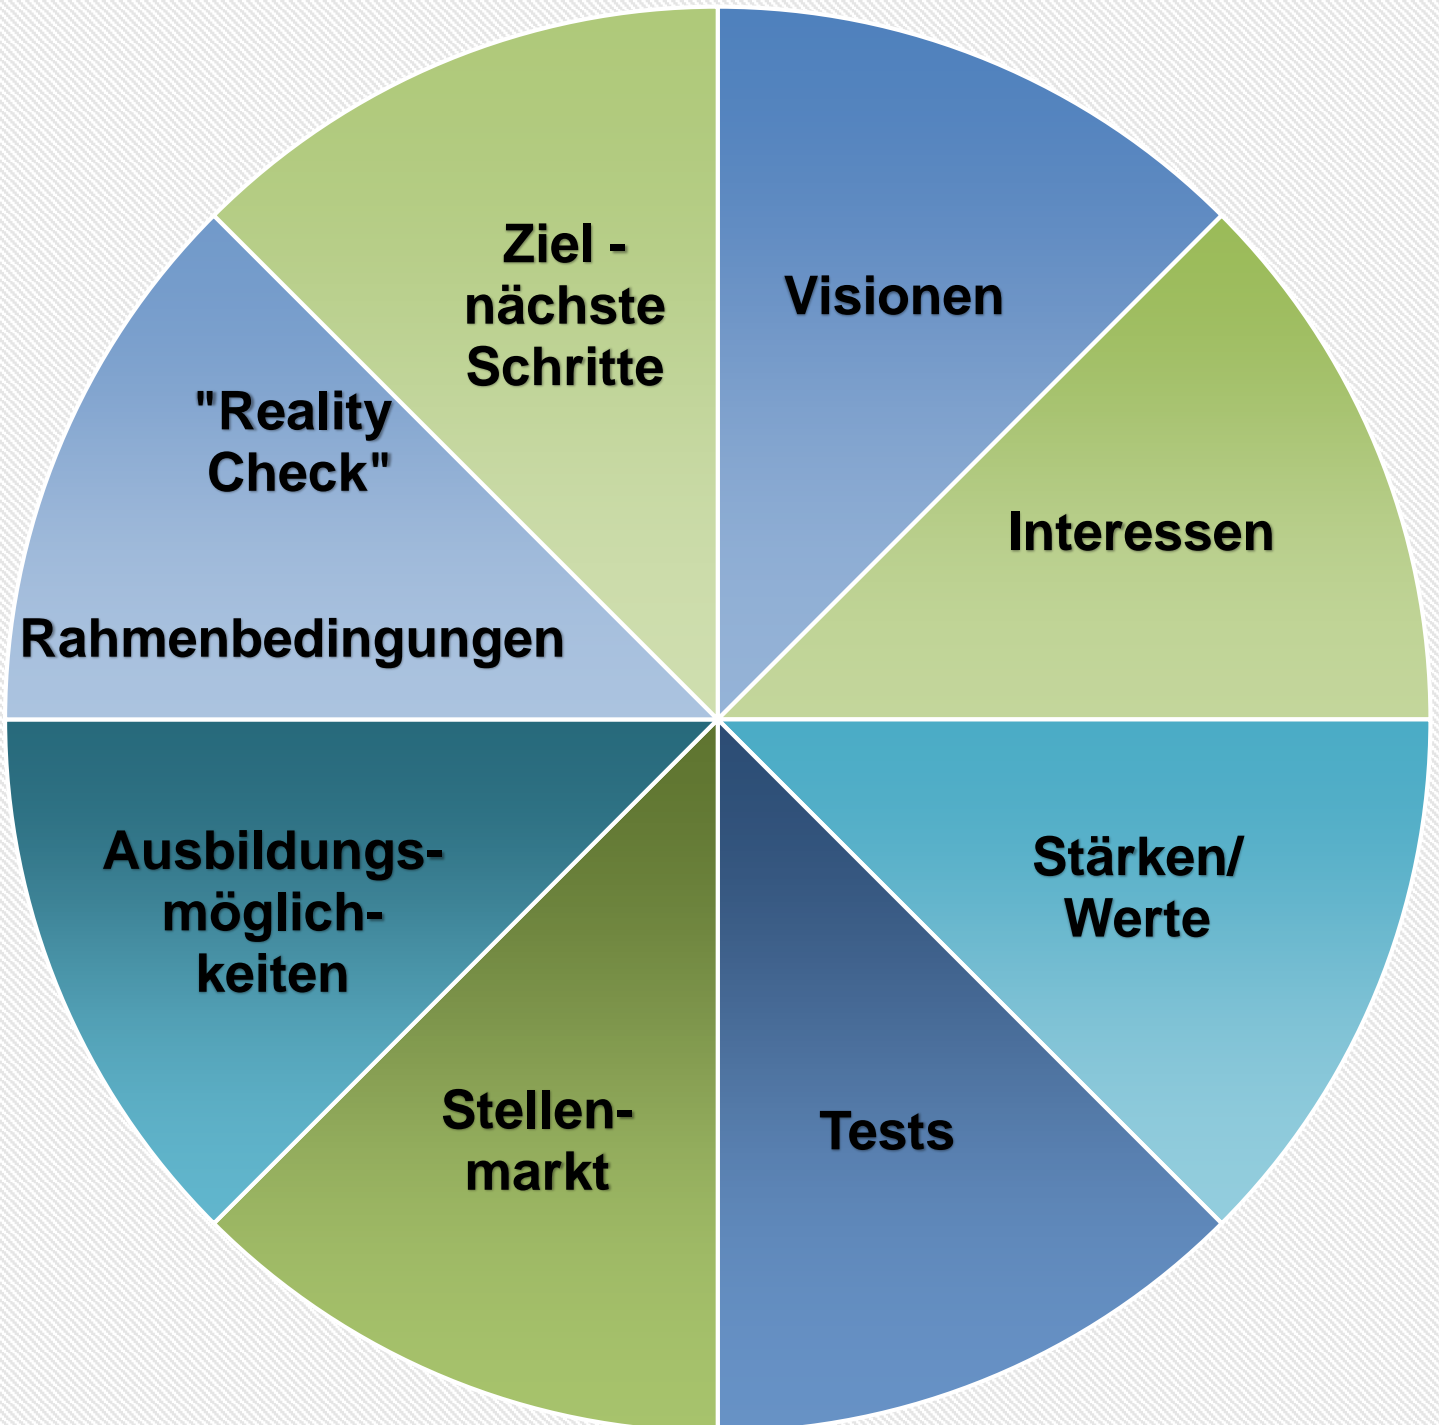 Visionen
Interessen
Stärken/
Werte
Tests
Stellen-
markt
Ausbildungs-
möglich-
keiten
"Reality
Check"
Rahmenbedingungen
Ziel -
nächste
Schritte